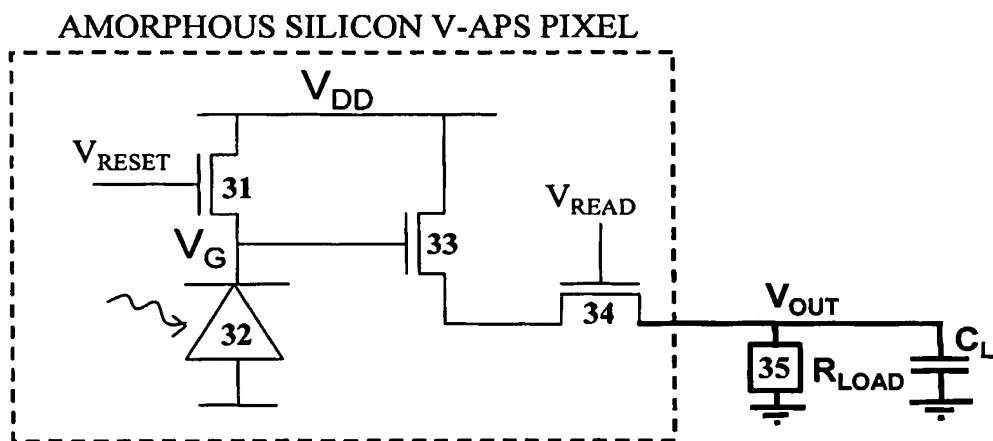 AMORPHOUS SILICON V-APS PIXEL
VDD
VRESET
31
VREAD
VG
33
34
VOUT
32
35
RLOAD
CL